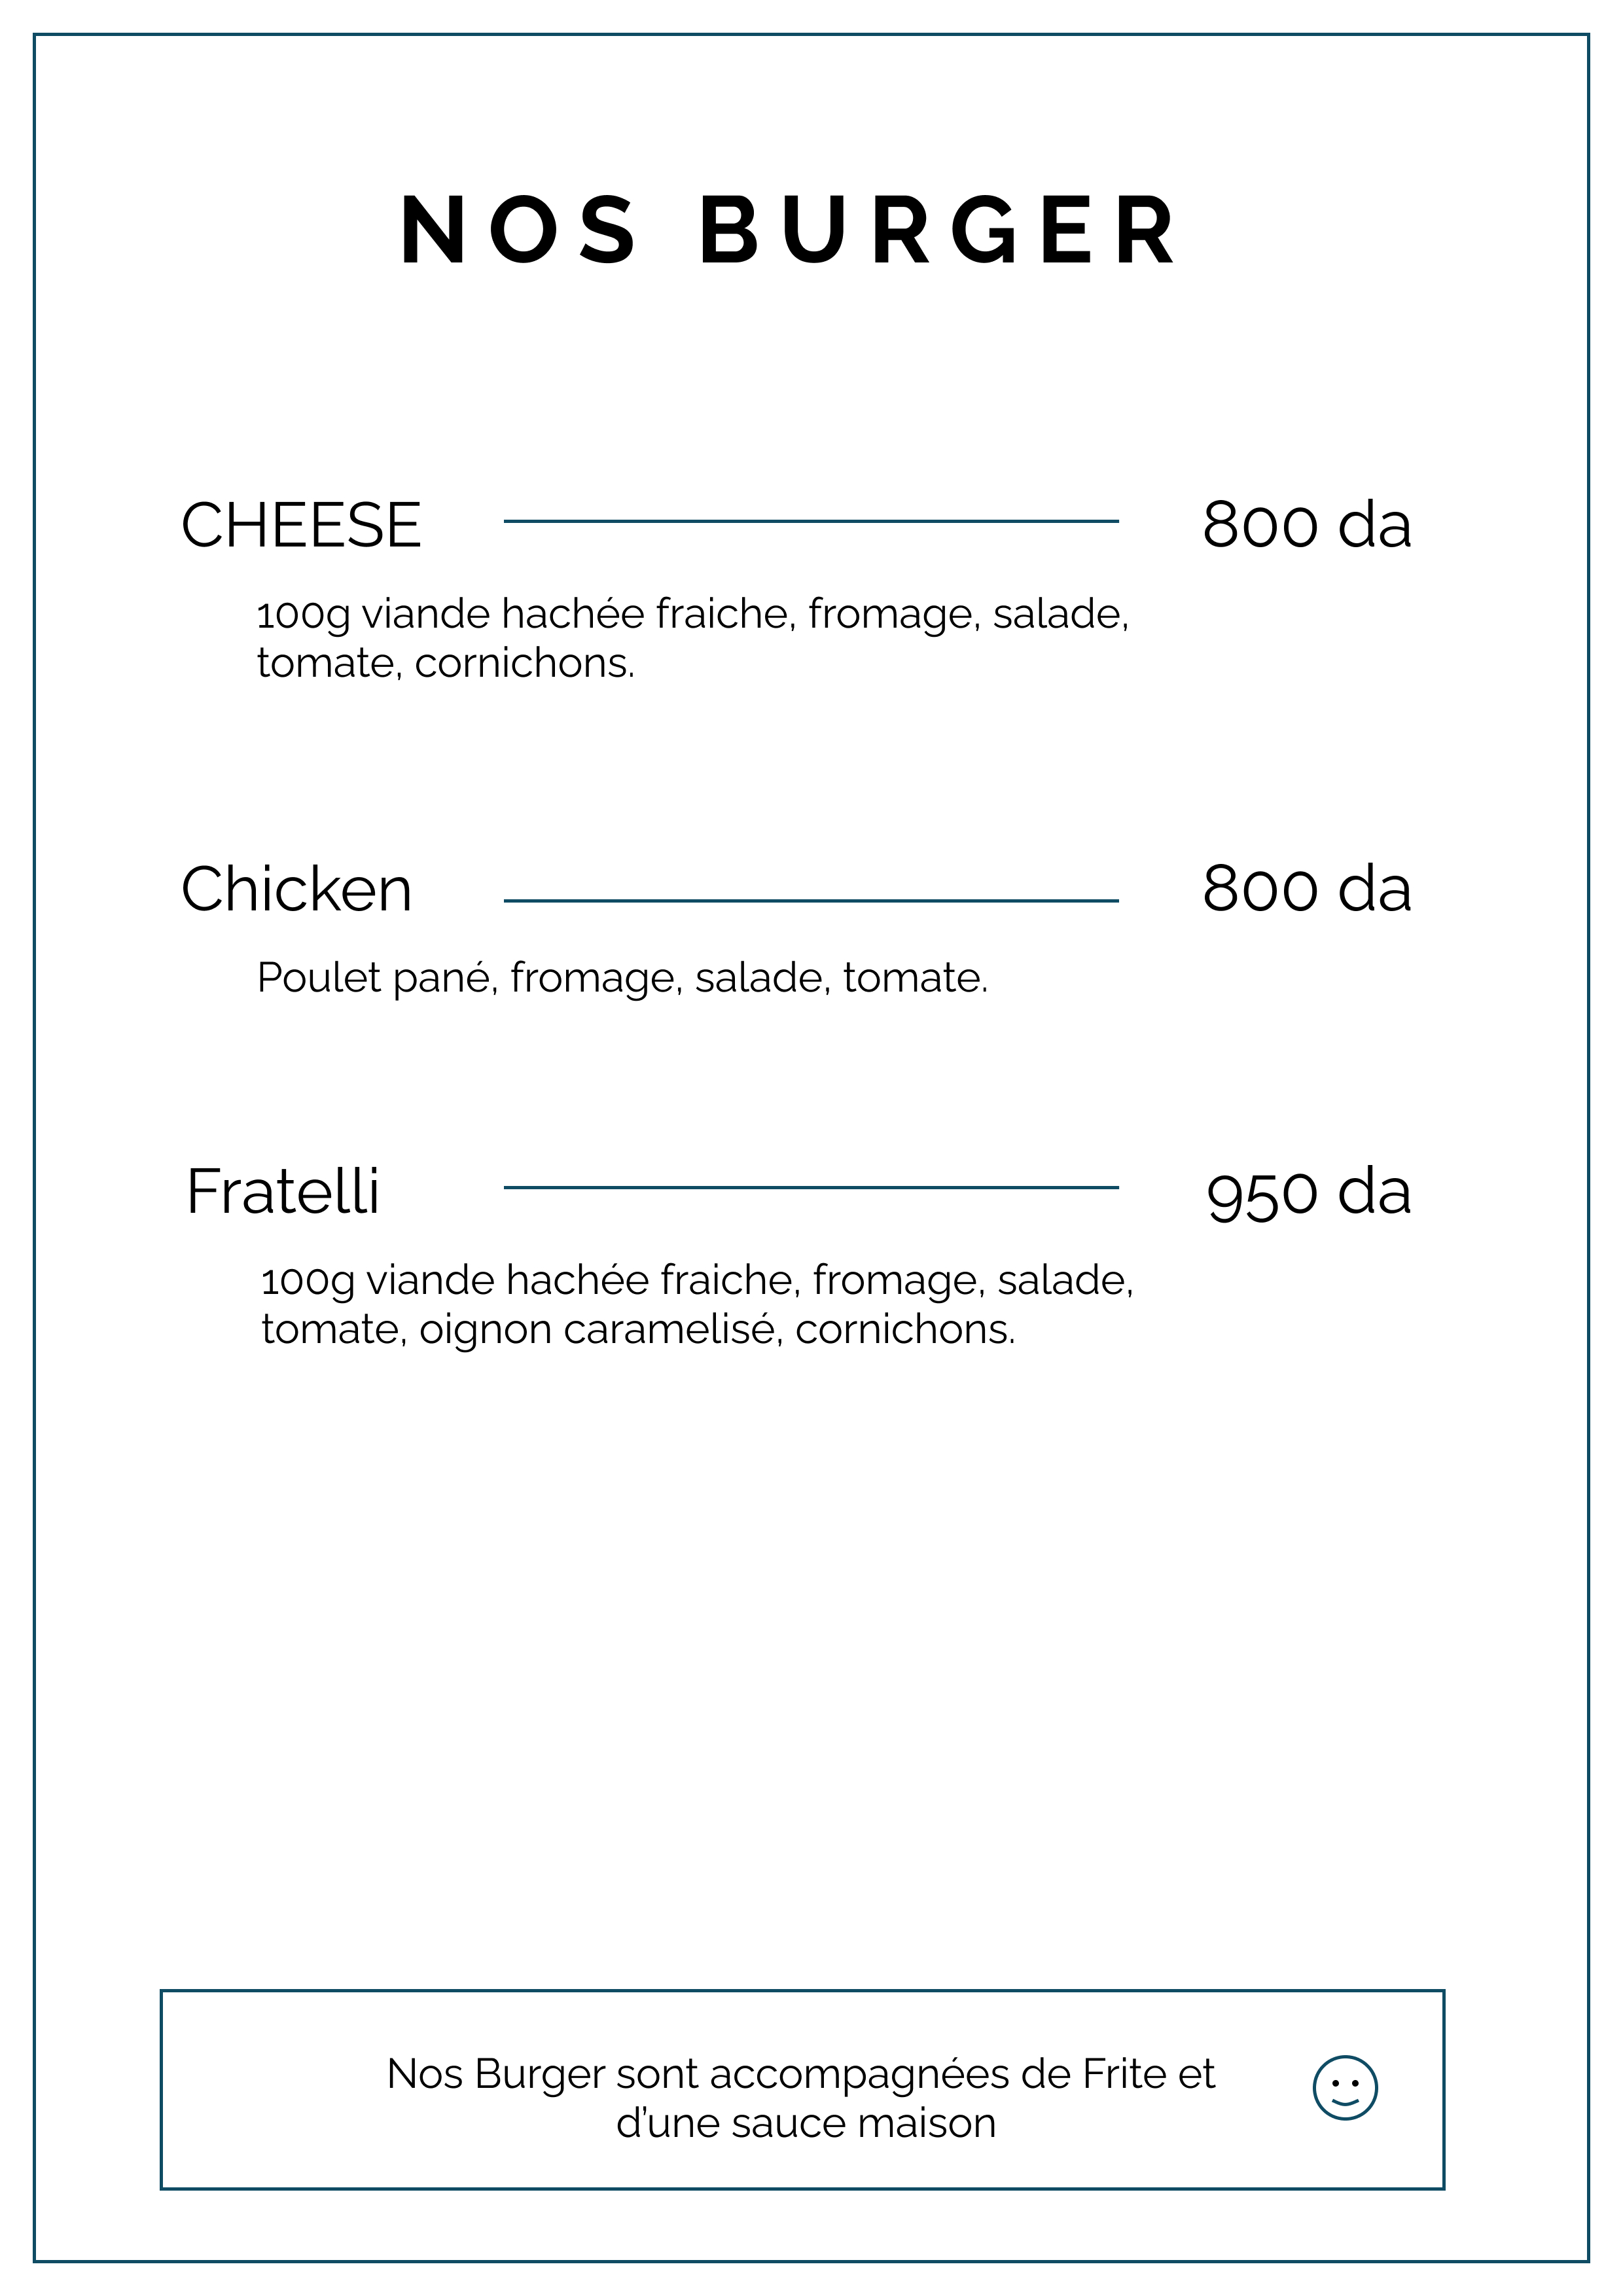 NOS BURGER
CHEESE 800 da
100g viande hachée fraiche, fromage, salade,
tomate, cornichons.
Chicken 800 da
Poulet pané, fromage, salade, tomate.
Fratelli 950 da
100g viande hachée fraiche, fromage, salade,
tomate, oignon caramelisé, cornichons.
Nos Burger sont accompagnées de Frite et
d’une sauce maison